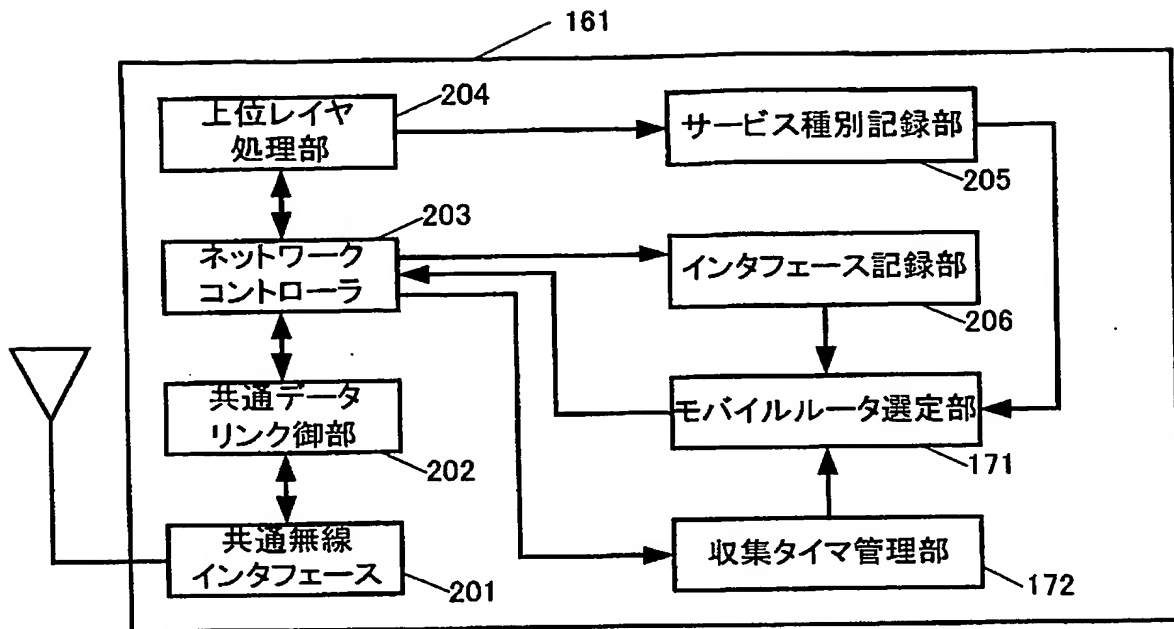 161
上位レイヤ
処理部
204
サービス種別記録部
205
ネットワーク
コントローラ
203
インタフェース記録部
206
共通データ
リンク御部
202
モバイルルータ選定部
171
共通無線
インタフェース
201
収集タイマ管理部
172